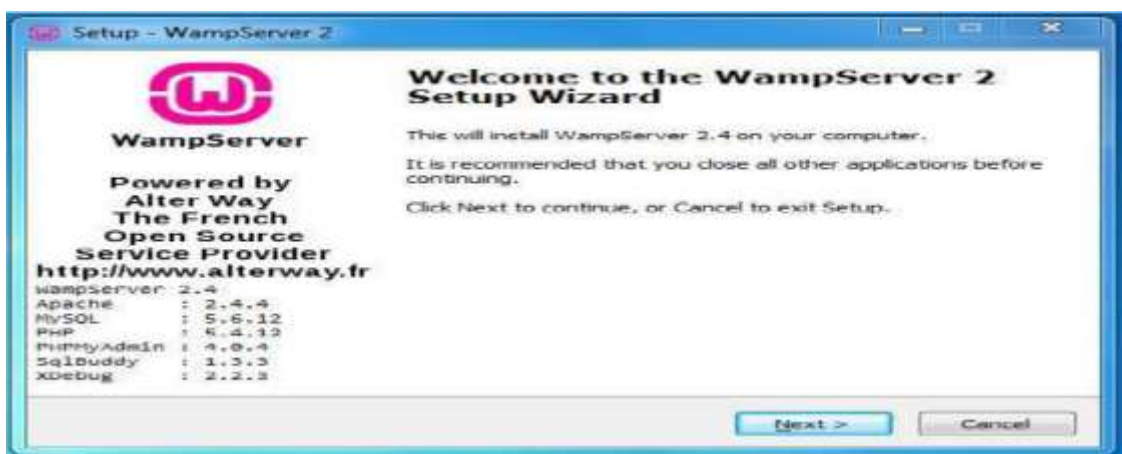 Setup - WampServer 2
WampServer
Powered by
Alter Way
The French
Open Source
Service Provider
http://www.alterway.fr
WampServer 2.4
Apache : 2.4.4
MySQL : 5.6.12
PHP : 5.4.12
PHPMyAdmin : 4.0.4
SqlBuddy : 1.3.3
XDebug : 2.2.3
Welcome to the WampServer 2
Setup Wizard
This will install WampServer 2.4 on your computer.
It is recommended that you close all other applications before
continuing.
Click Next to continue, or Cancel to exit Setup.
Next >
Cancel